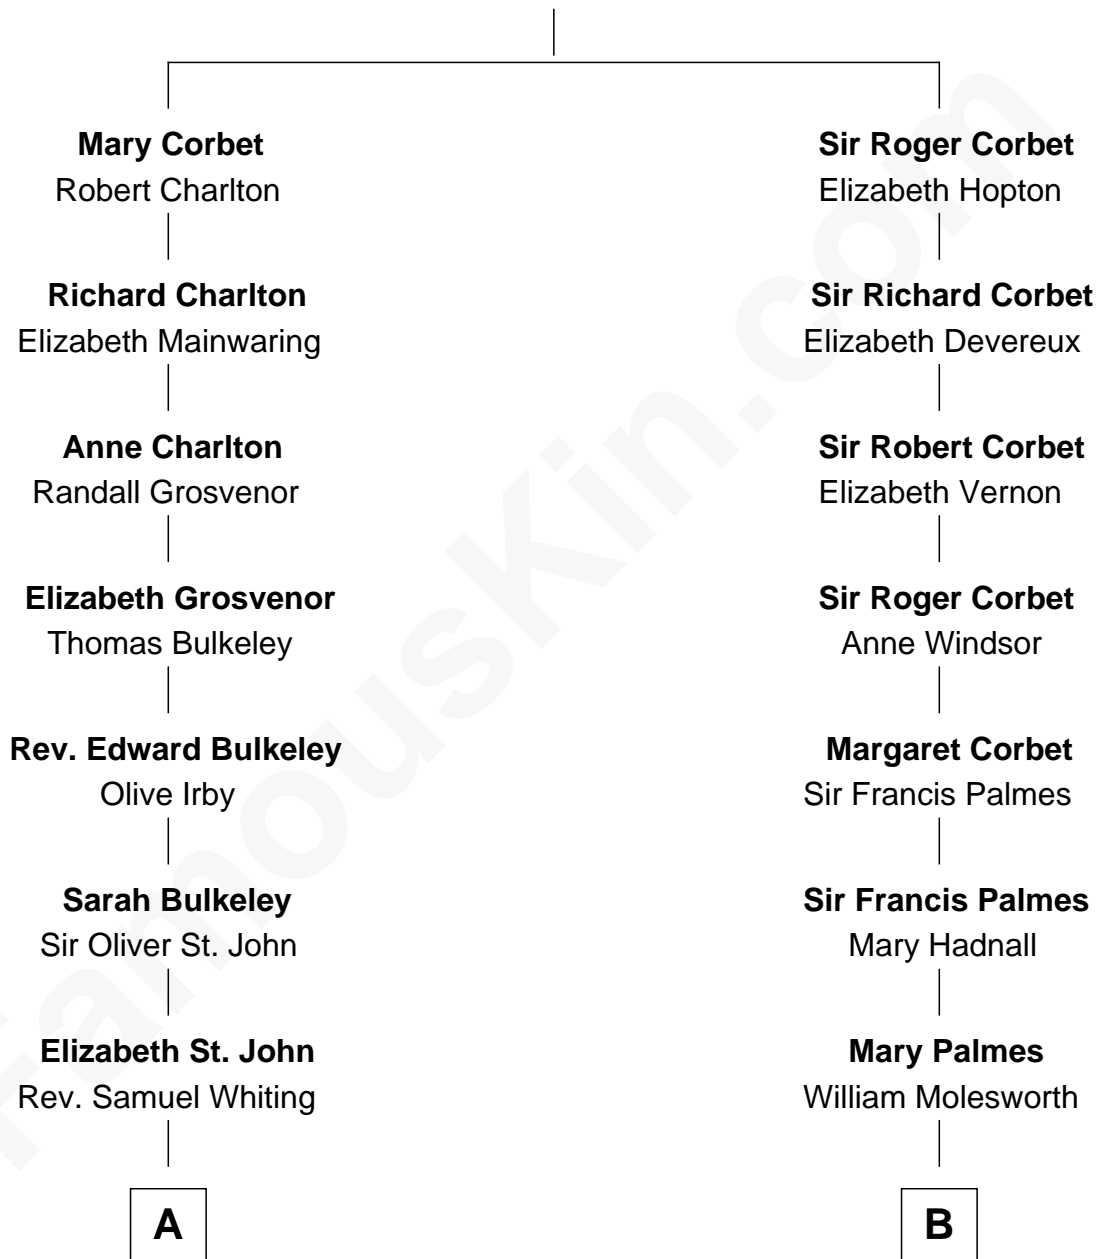 Mary Corbet
Robert Charlton
Richard Charlton
Elizabeth Mainwaring
Anne Charlton
Randall Grosvenor
Elizabeth Grosvenor
Thomas Bulkeley
Rev. Edward Bulkeley
Olive Irby
Sarah Bulkeley
Sir Oliver St. John
Elizabeth St. John
Rev. Samuel Whiting
A
Sir Roger Corbet
Elizabeth Hopton
Sir Richard Corbet
Elizabeth Devereux
Sir Robert Corbet
Elizabeth Vernon
Sir Roger Corbet
Anne Windsor
Margaret Corbet
Sir Francis Palmes
Sir Francis Palmes
Mary Hadnall
Mary Palmes
William Molesworth
B
FamousKin.com